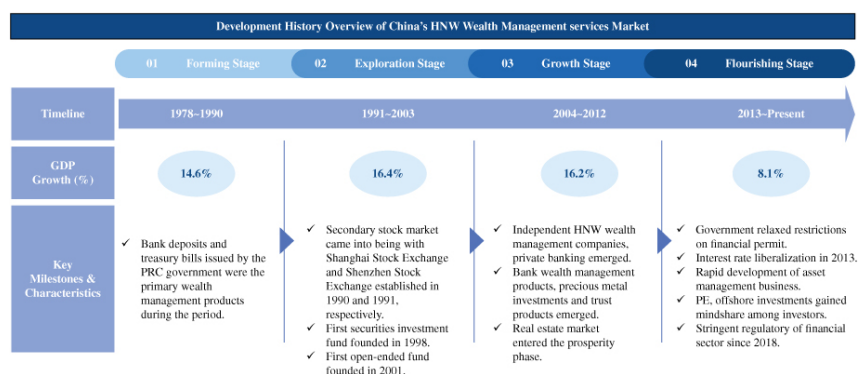 Development History Overview of China's HNW Wealth Management services Market
01 Forming Stage
02 Exploration Stage
03 Growth Stage
04 Flourishing Stage
Timeline
1978~1990
1991~2003
2004~2012
2013~Present
GDP
Growth (%)
14.6%
16.4%
16.2%
8.1%
Key
Milestones &
Characteristics
✓ Bank deposits and
treasury bills issued by the
PRC government were the
primary wealth
management products
during the period.
✓ Secondary stock market
came into being with
Shanghai Stock Exchange
and Shenzhen Stock
Exchange established in
1990 and 1991,
respectively.
✓ First securities investment
fund founded in 1998.
✓ First open-ended fund
founded in 2001.
✓ Independent HNW wealth
management companies,
private banking emerged.
✓ Bank wealth management
products, precious metal
investments and trust
products emerged.
✓ Real estate market
entered the prosperity
phase.
✓ Government relaxed restrictions
on financial permit.
✓ Interest rate liberalization in 2013.
✓ Rapid development of asset
management business.
✓ PE, offshore investments gained
mindshare among investors.
✓ Stringent regulatory of financial
sector since 2018.